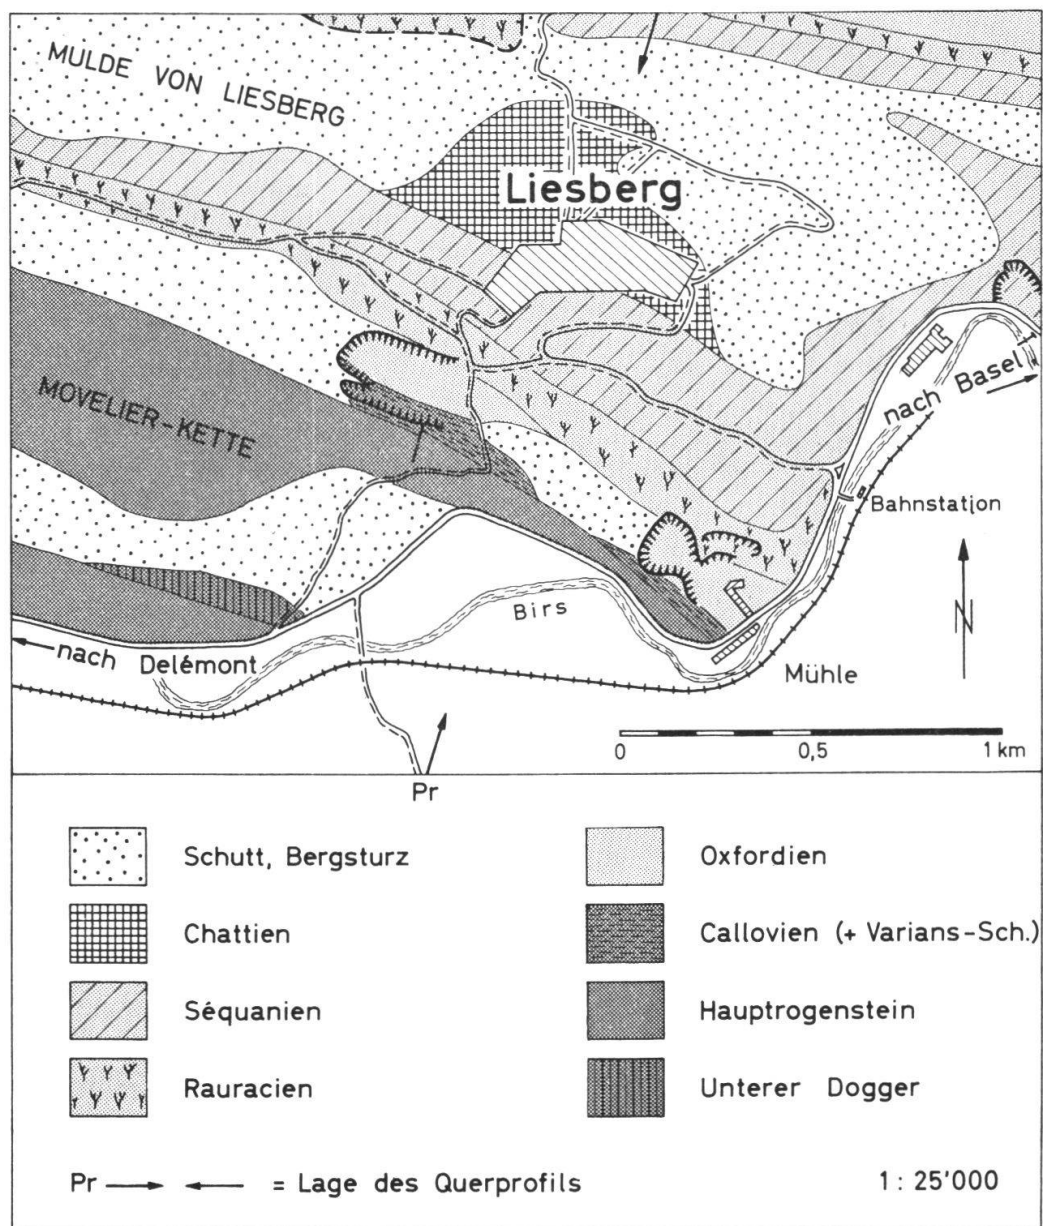 MULDE VON LIESBERG
Liesberg
MOVELIER-KETTE
nach Basel
Bahnstation
N
Birs
nach Delémont
Mühle
0 0,5 1 km
Pr
Schutt, Bergsturz
Oxfordien
Chattien
Callovien (+ Varians-Sch.)
Séquanien
Hauptrogenstein
Rauracien
Unterer Dogger
Pr = Lage des Querprofils
1 : 25'000